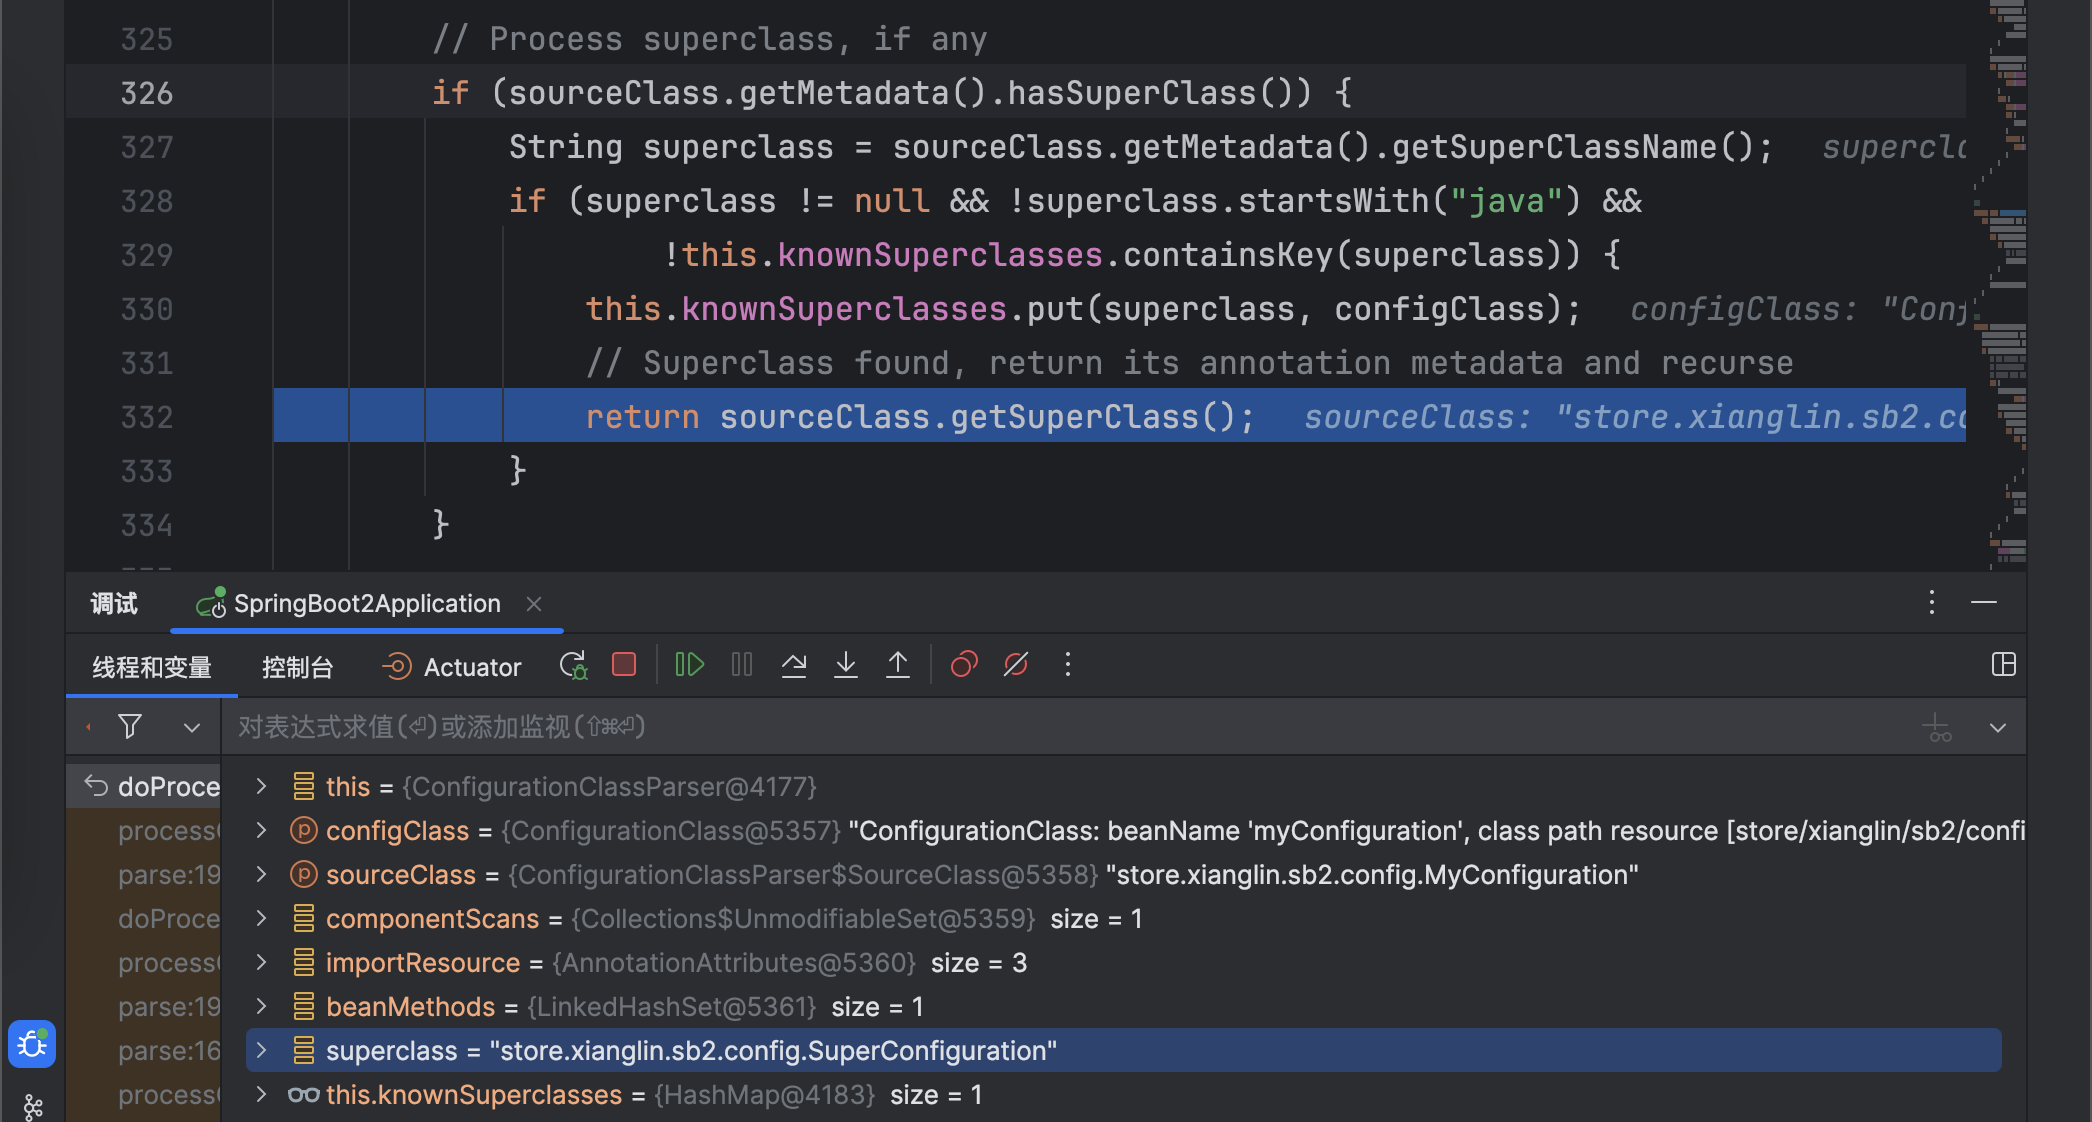 325 // Process superclass, if any
326 if (sourceClass.getMetadata().hasSuperClass()) {
327 String superclass = sourceClass.getMetadata().getSuperClassName(); supercla
328 if (superclass != null && !superclass.startsWith("java") &&
329 !this.knownSuperclasses.containsKey(superclass)) {
330 this.knownSuperclasses.put(superclass, configClass); configClass: "Conf
331 // Superclass found, return its annotation metadata and recurse
332 return sourceClass.getSuperClass(); sourceClass: "store.xianglin.sb2.co
333 }
334 }
调试 SpringBoot2Application
线程和变量 控制台 Actuator
对表达式求值(⏎)或添加监视(⇧⌘⏎)
doProce
process
parse:19
doProce
process
parse:19
parse:16
process
this = {ConfigurationClassParser@4177}
configClass = {ConfigurationClass@5357} "ConfigurationClass: beanName 'myConfiguration', class path resource [store/xianglin/sb2/confi
sourceClass = {ConfigurationClassParser$SourceClass@5358} "store.xianglin.sb2.config.MyConfiguration"
componentScans = {Collections$UnmodifiableSet@5359} size = 1
importResource = {AnnotationAttributes@5360} size = 3
beanMethods = {LinkedHashSet@5361} size = 1
superclass = "store.xianglin.sb2.config.SuperConfiguration"
this.knownSuperclasses = {HashMap@4183} size = 1